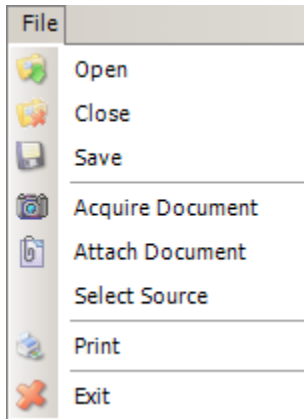 File
Open
Close
Save
Acquire Document
Attach Document
Select Source
Print
Exit